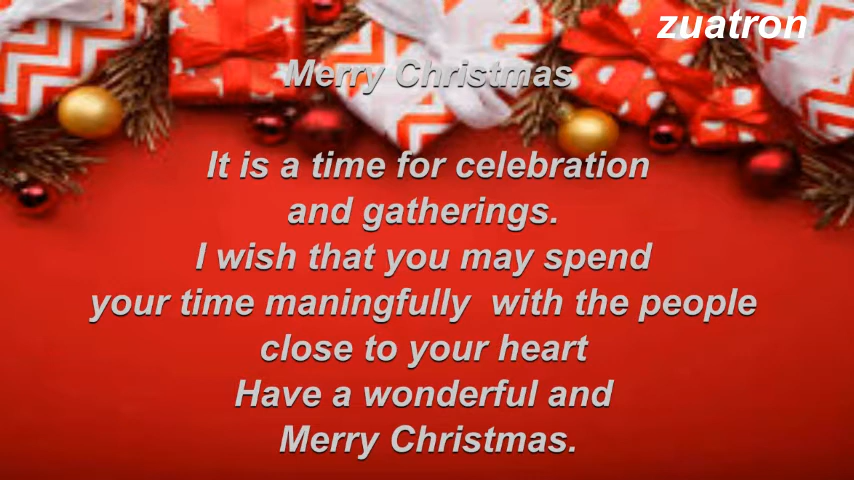 zuatron
Merry Christmas
It is a time for celebration
and gatherings.
I wish that you may spend
your time maningfully with the people
close to your heart
Have a wonderful and
Merry Christmas.